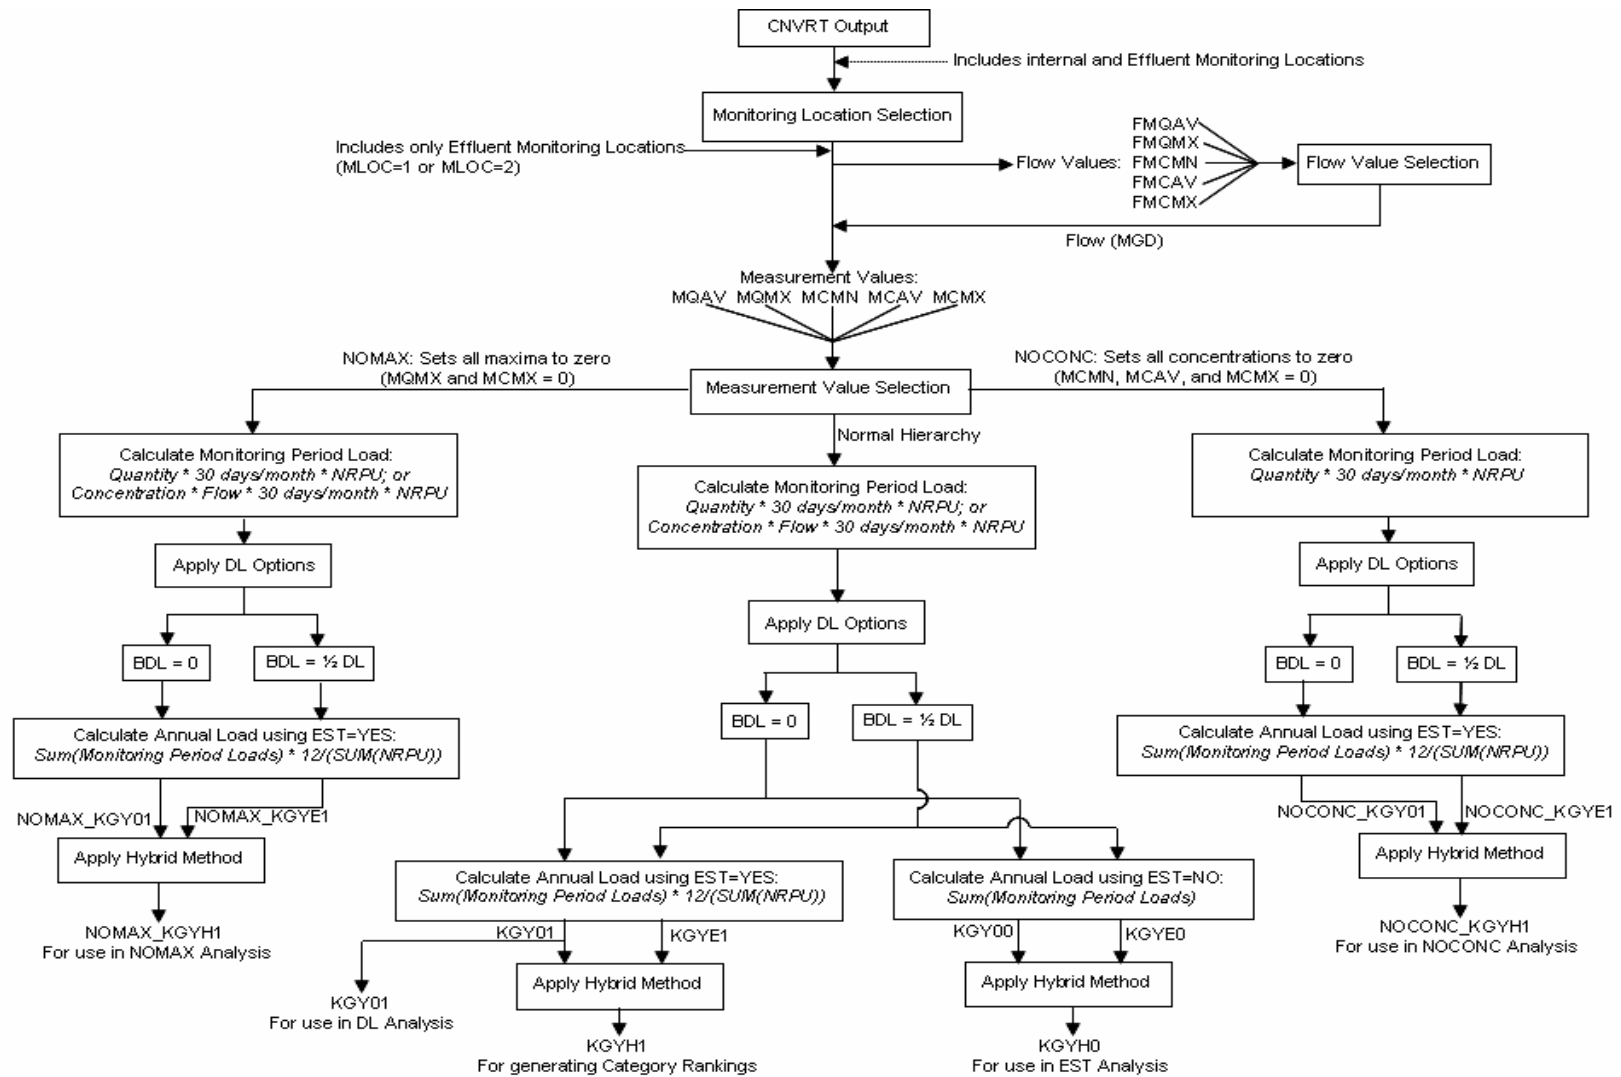 CNVRT Output
Includes internal and Effluent Monitoring Locations
Monitoring Location Selection
Includes only Effluent Monitoring Locations
(MLOC=1 or MLOC=2)
Flow Values:
FMQAV
FMQMX
FMCMN
FMCAV
FMCMX
Flow Value Selection
Flow (MGD)
Measurement Values:
MQAV MQMX MCMN MCAV MCMX
NOMAX: Sets all maxima to zero
(MQMX and MCMX = 0)
Measurement Value Selection
NOCONC: Sets all concentrations to zero
(MCMN, MCAV, and MCMX = 0)
Normal Hierarchy
Calculate Monitoring Period Load:
Quantity * 30 days/month * NRPU; or
Concentration * Flow * 30 days/month * NRPU
Calculate Monitoring Period Load:
Quantity * 30 days/month * NRPU; or
Concentration * Flow * 30 days/month * NRPU
Calculate Monitoring Period Load:
Quantity * 30 days/month * NRPU
Apply DL Options
Apply DL Options
Apply DL Options
BDL = 0
BDL = ½ DL
BDL = 0
BDL = ½ DL
BDL = 0
BDL = ½ DL
Calculate Annual Load using EST=YES:
Sum(Monitoring Period Loads) * 12/(SUM(NRPU))
Calculate Annual Load using EST=YES:
Sum(Monitoring Period Loads) * 12/(SUM(NRPU))
NOMAX_KGY01
NOMAX_KGYE1
NOCONC_KGY01
NOCONC_KGYE1
Apply Hybrid Method
Apply Hybrid Method
Calculate Annual Load using EST=YES:
Sum(Monitoring Period Loads) * 12/(SUM(NRPU))
Calculate Annual Load using EST=NO:
Sum(Monitoring Period Loads)
NOMAX_KGYH1
For use in NOMAX Analysis
KGY01
KGYE1
KGY00
KGYE0
NOCONC_KGYH1
For use in NOCONC Analysis
Apply Hybrid Method
Apply Hybrid Method
KGY01
For use in DL Analysis
KGYH1
For generating Category Rankings
KGYH0
For use in EST Analysis